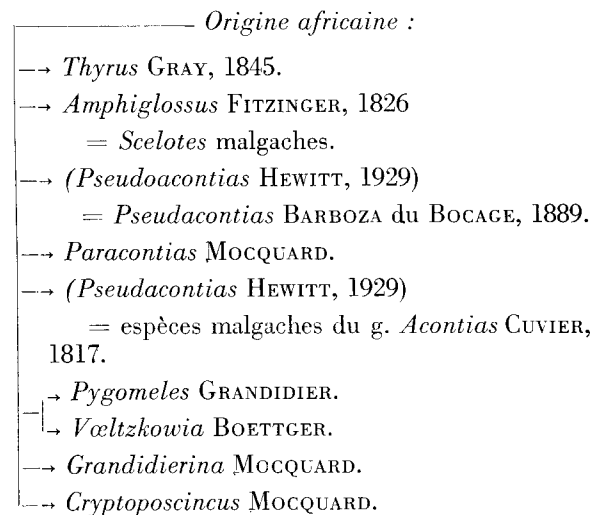 Origine africaine :
→ Thyrus GRAY, 1845.
→ Amphiglossus FITZINGER, 1826
= Scelotes malgaches.
→ (Pseudoacontias HEWITT, 1929)
= Pseudacontias BARBOZA du BOCAGE, 1889.
→ Paracontias MOCQUARD.
→ (Pseudacontias HEWITT, 1929)
= espèces malgaches du g. Acontias CUVIER,
1817.
→ Pygomeles GRANDIDIER.
→ Vœltzkowia BOETTGER.
→ Grandidierina MOCQUARD.
→ Cryptoposcincus MOCQUARD.